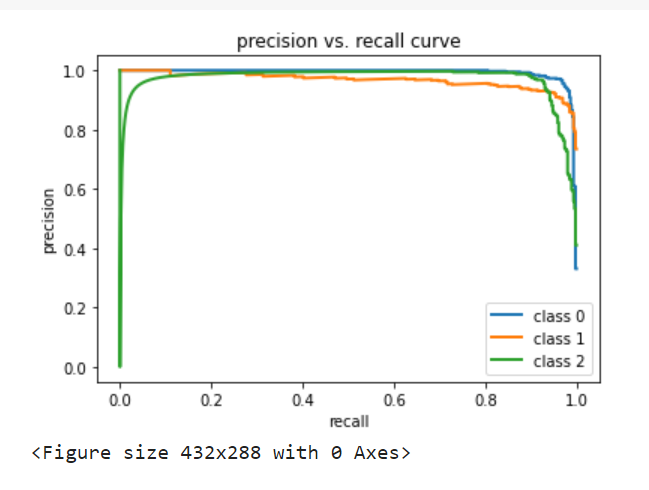 precision vs. recall curve
1.0
0.8
0.6
0.4
0.2
0.0
precision
class 0
class 1
class 2
0.0 0.2 0.4 0.6 0.8 1.0
recall
<Figure size 432x288 with 0 Axes>